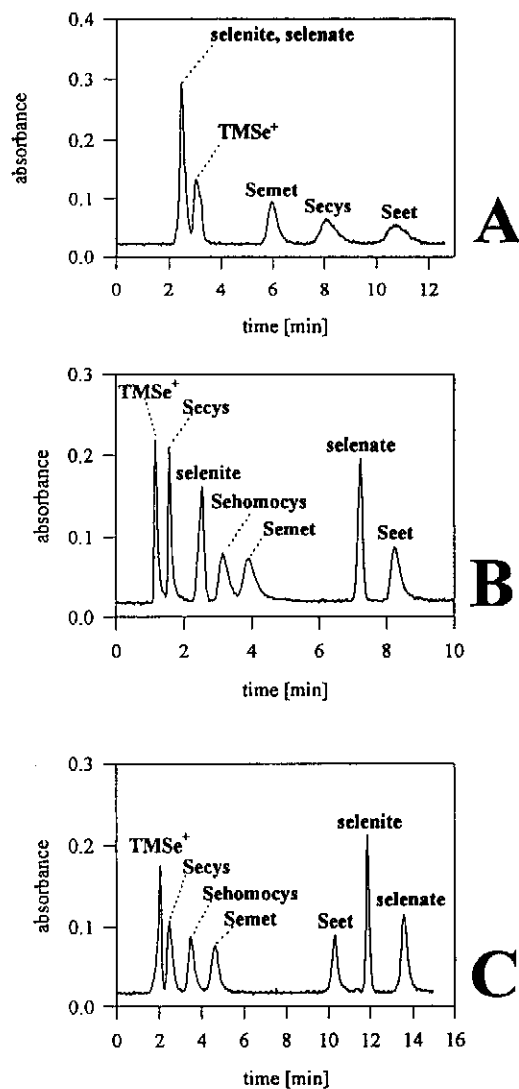 0.4
selenite, selenate
0.3
TMSe⁺
0.2
Semet
Secys
Seet
0.1
0.0
absorbance
0 2 4 6 8 10 12
time [min]
A
0.3
TMSe⁺
Secys
0.2
selenite
selenate
Sehomocys
Semet
Seet
0.1
0.0
absorbance
0 2 4 6 8 10
time [min]
B
0.3
selenite
0.2
TMSe⁺
Secys
selenate
Sehomocys
Semet
Seet
0.1
0.0
absorbance
0 2 4 6 8 10 12 14 16
time [min]
C